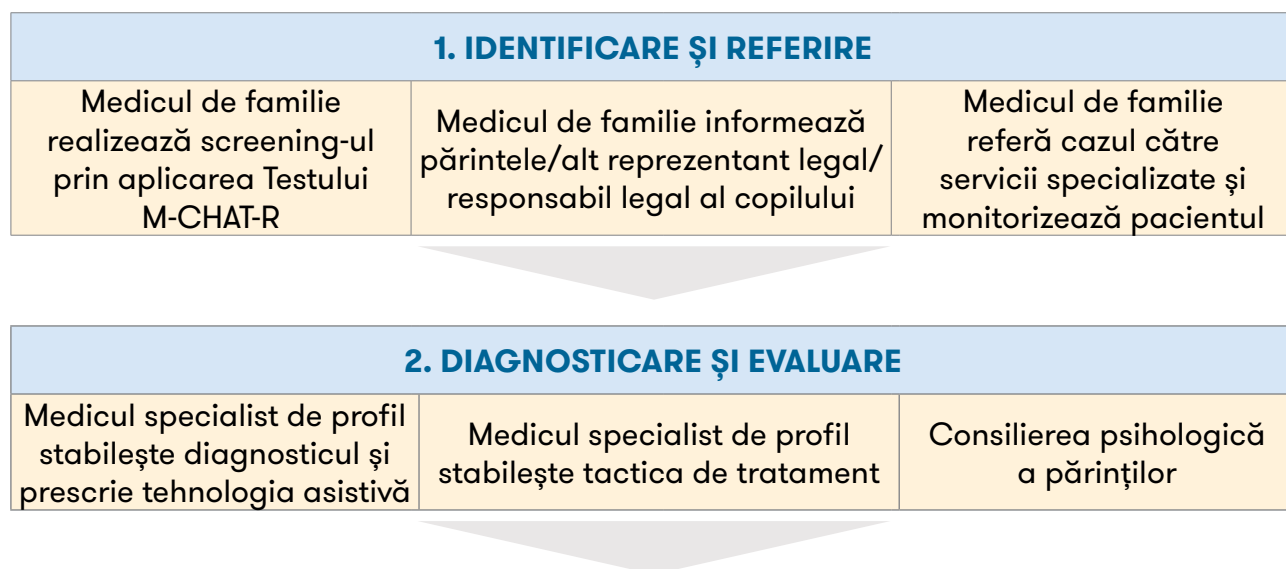 1. IDENTIFICARE ȘI REFERIRE
Medicul de familie
realizează screening-ul
prin aplicarea Testului
M-CHAT-R
Medicul de familie informează
părintele/alt reprezentant legal/
responsabil legal al copilului
Medicul de familie
referă cazul către
servicii specializate și
monitorizează pacientul
2. DIAGNOSTICARE ȘI EVALUARE
Medicul specialist de profil
stabilește diagnosticul și
prescrie tehnologia asistivă
Medicul specialist de profil
stabilește tactica de tratament
Consilierea psihologică
a părinților